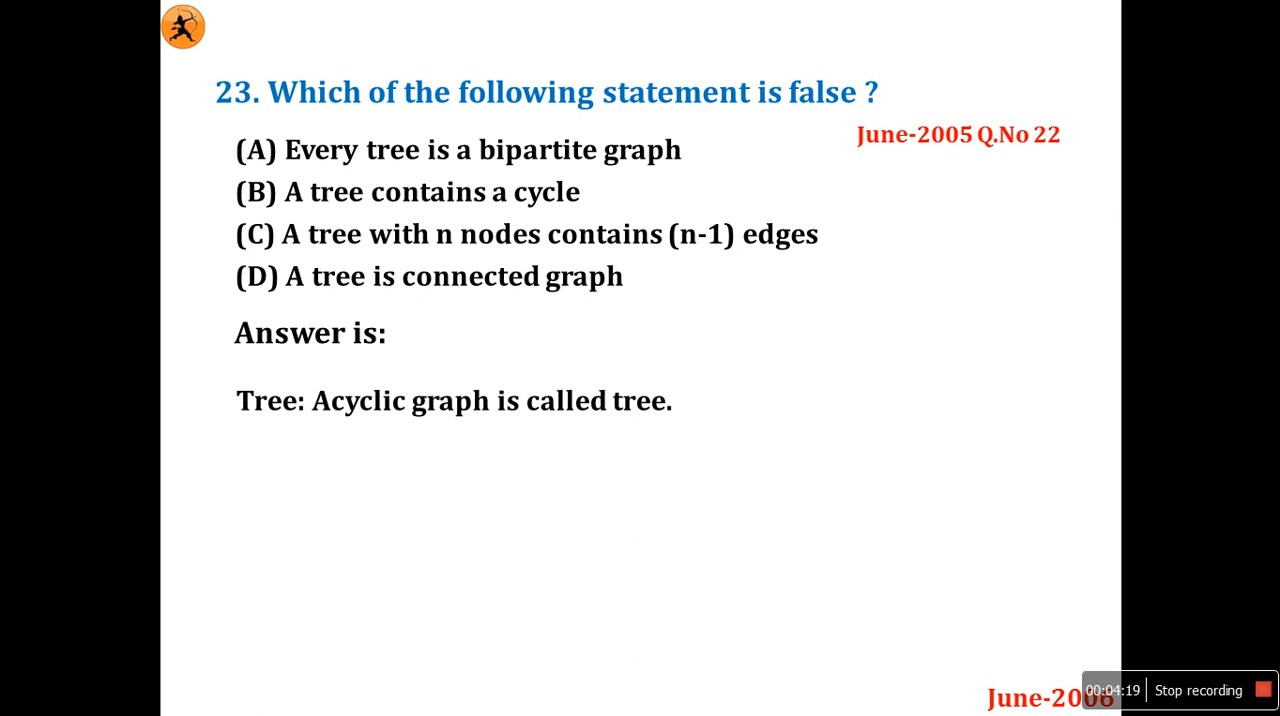 23. Which of the following statement is false ?
June-2005 Q.No 22
(A) Every tree is a bipartite graph
(B) A tree contains a cycle
(C) A tree with n nodes contains (n-1) edges
(D) A tree is connected graph
Answer is:
Tree: Acyclic graph is called tree.
June-2006
00:04:19 Stop recording